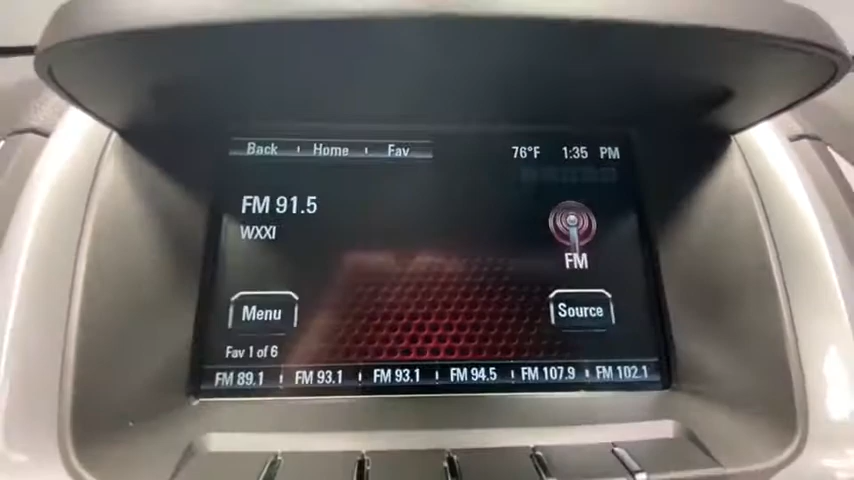 Back Home Fav 76°F 1:35 PM
FM 91.5
WXXI
FM
Menu Source
Fav 1 of 6
FM 89.1 FM 93.1 FM 93.1 FM 94.5 FM 107.9 FM 102.1